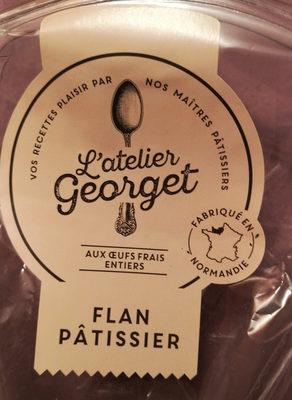 VOS RECETTES PLAISIR PAR NOS MAÎTRES PÂTISSIERS
L'atelier
Georget
AUX ŒUFS FRAIS
ENTIERS
FABRIQUÉ EN
NORMANDIE
FLAN
PÂTISSIER